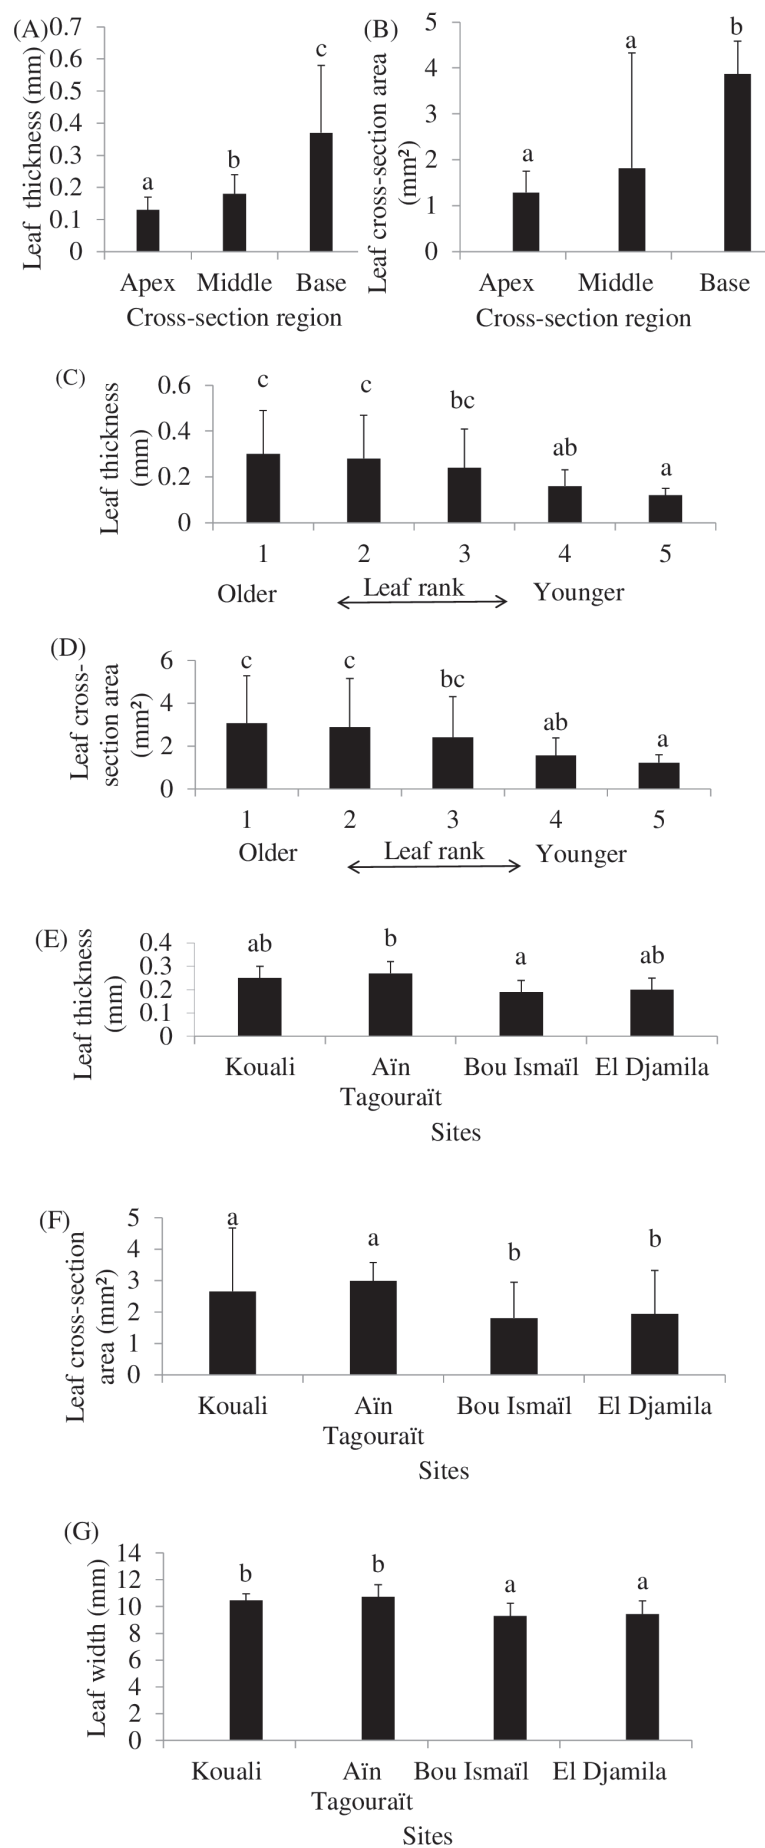 (A)
Leaf thickness (mm)
0.7
0.6
0.5
0.4
0.3
0.2
0.1
0
a
b
c
Apex Middle Base
Cross-section region
(B)
Leaf cross-section area
(mm²)
5
4
3
2
1
0
a
a
b
Apex Middle Base
Cross-section region
(C)
Leaf thickness
(mm)
0.6
0.4
0.2
0
c
c
bc
ab
a
1 2 3 4 5
Older Leaf rank Younger
(D)
Leaf cross-
section area
(mm²)
6
4
2
0
c
c
bc
ab
a
1 2 3 4 5
Older Leaf rank Younger
(E)
Leaf thickness
(mm)
0.4
0.3
0.2
0.1
0
ab
b
a
ab
Kouali Aïn Bou Ismaïl El Djamila
Tagouraït
Sites
(F)
Leaf cross-section
area (mm²)
5
4
3
2
1
0
a
a
b
b
Kouali Aïn Bou Ismaïl El Djamila
Tagouraït
Sites
(G)
Leaf width (mm)
14
12
10
8
6
4
2
0
b
b
a
a
Kouali Aïn Bou Ismaïl El Djamila
Tagouraït
Sites